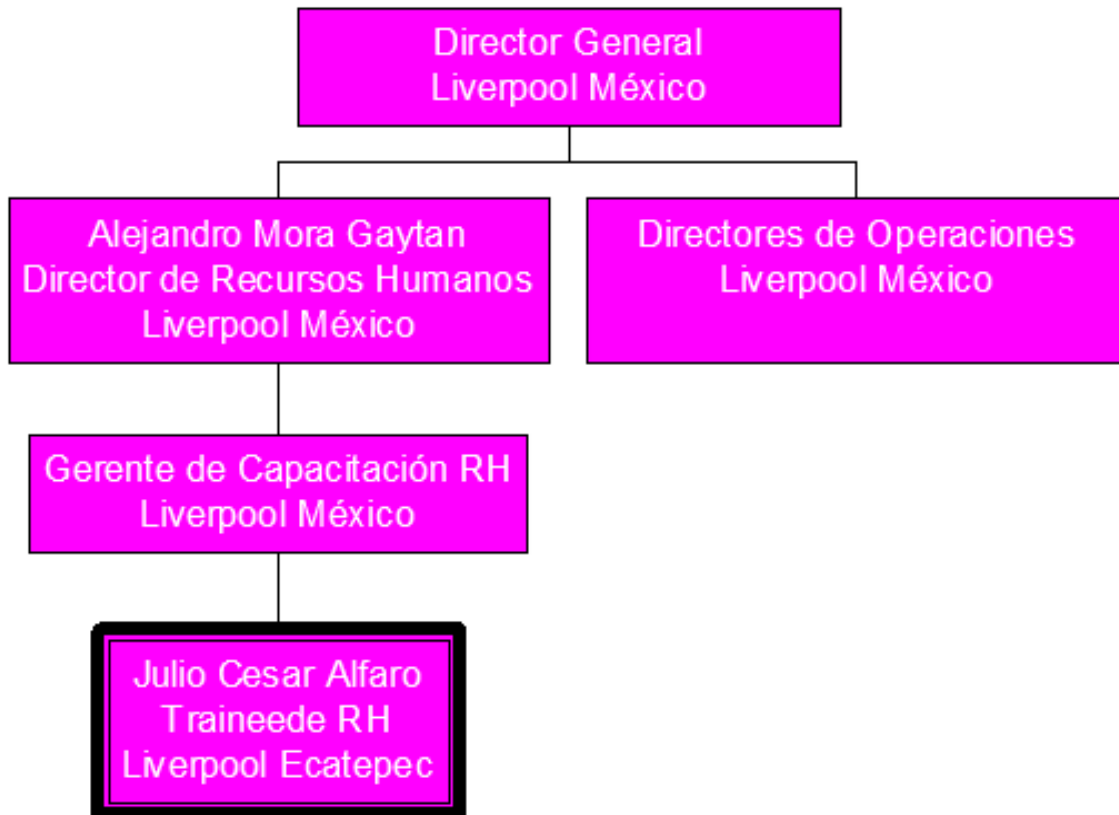 Director General
Liverpool México
Alejandro Mora Gaytan
Director de Recursos Humanos
Liverpool México
Directores de Operaciones
Liverpool México
Gerente de Capacitación RH
Liverpool México
Julio Cesar Alfaro
Traineede RH
Liverpool Ecatepec